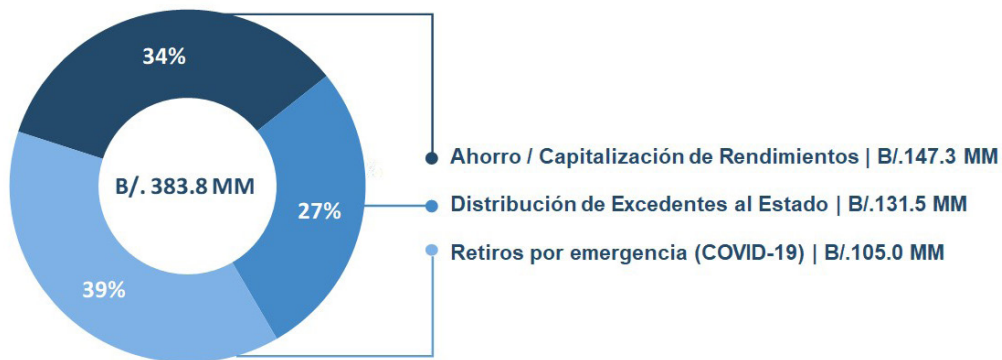 34%
B/. 383.8 MM
27%
39%
Ahorro / Capitalización de Rendimientos | B/.147.3 MM
Distribución de Excedentes al Estado | B/.131.5 MM
Retiros por emergencia (COVID-19) | B/.105.0 MM